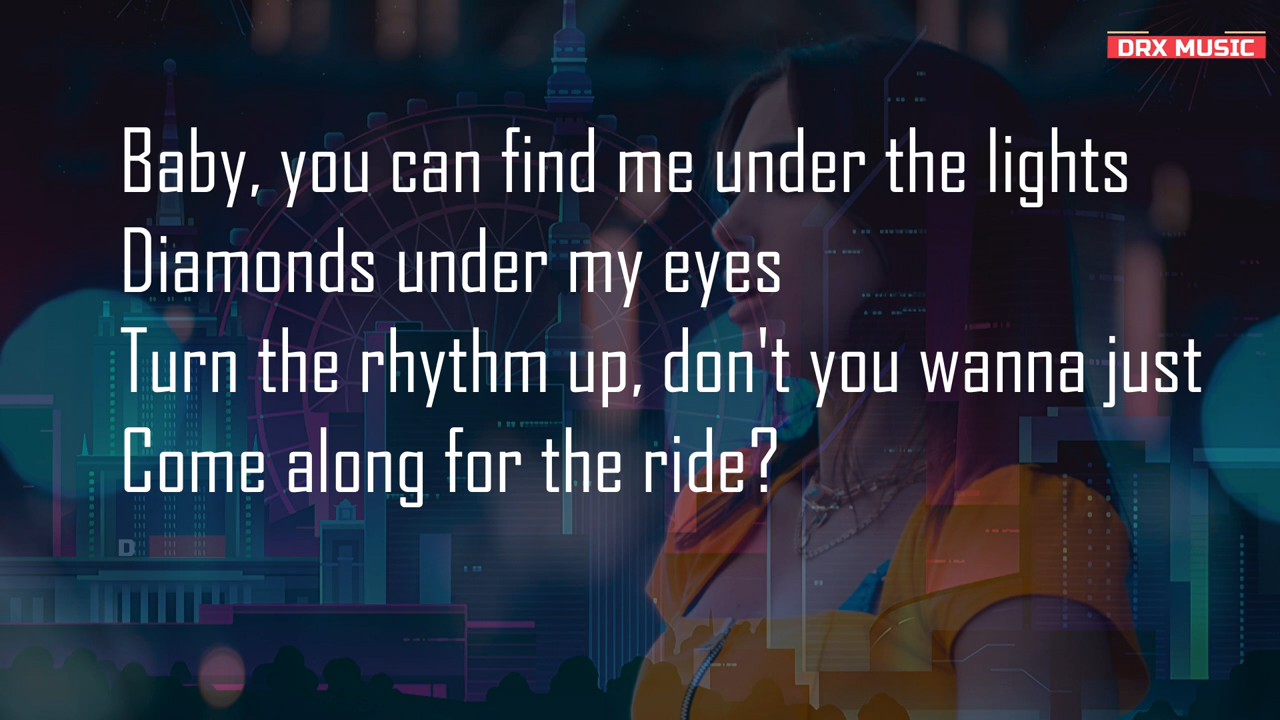 DRX MUSIC
Baby, you can find me under the lights
Diamonds under my eyes
Turn the rhythm up, don't you wanna just
Come along for the ride?
D